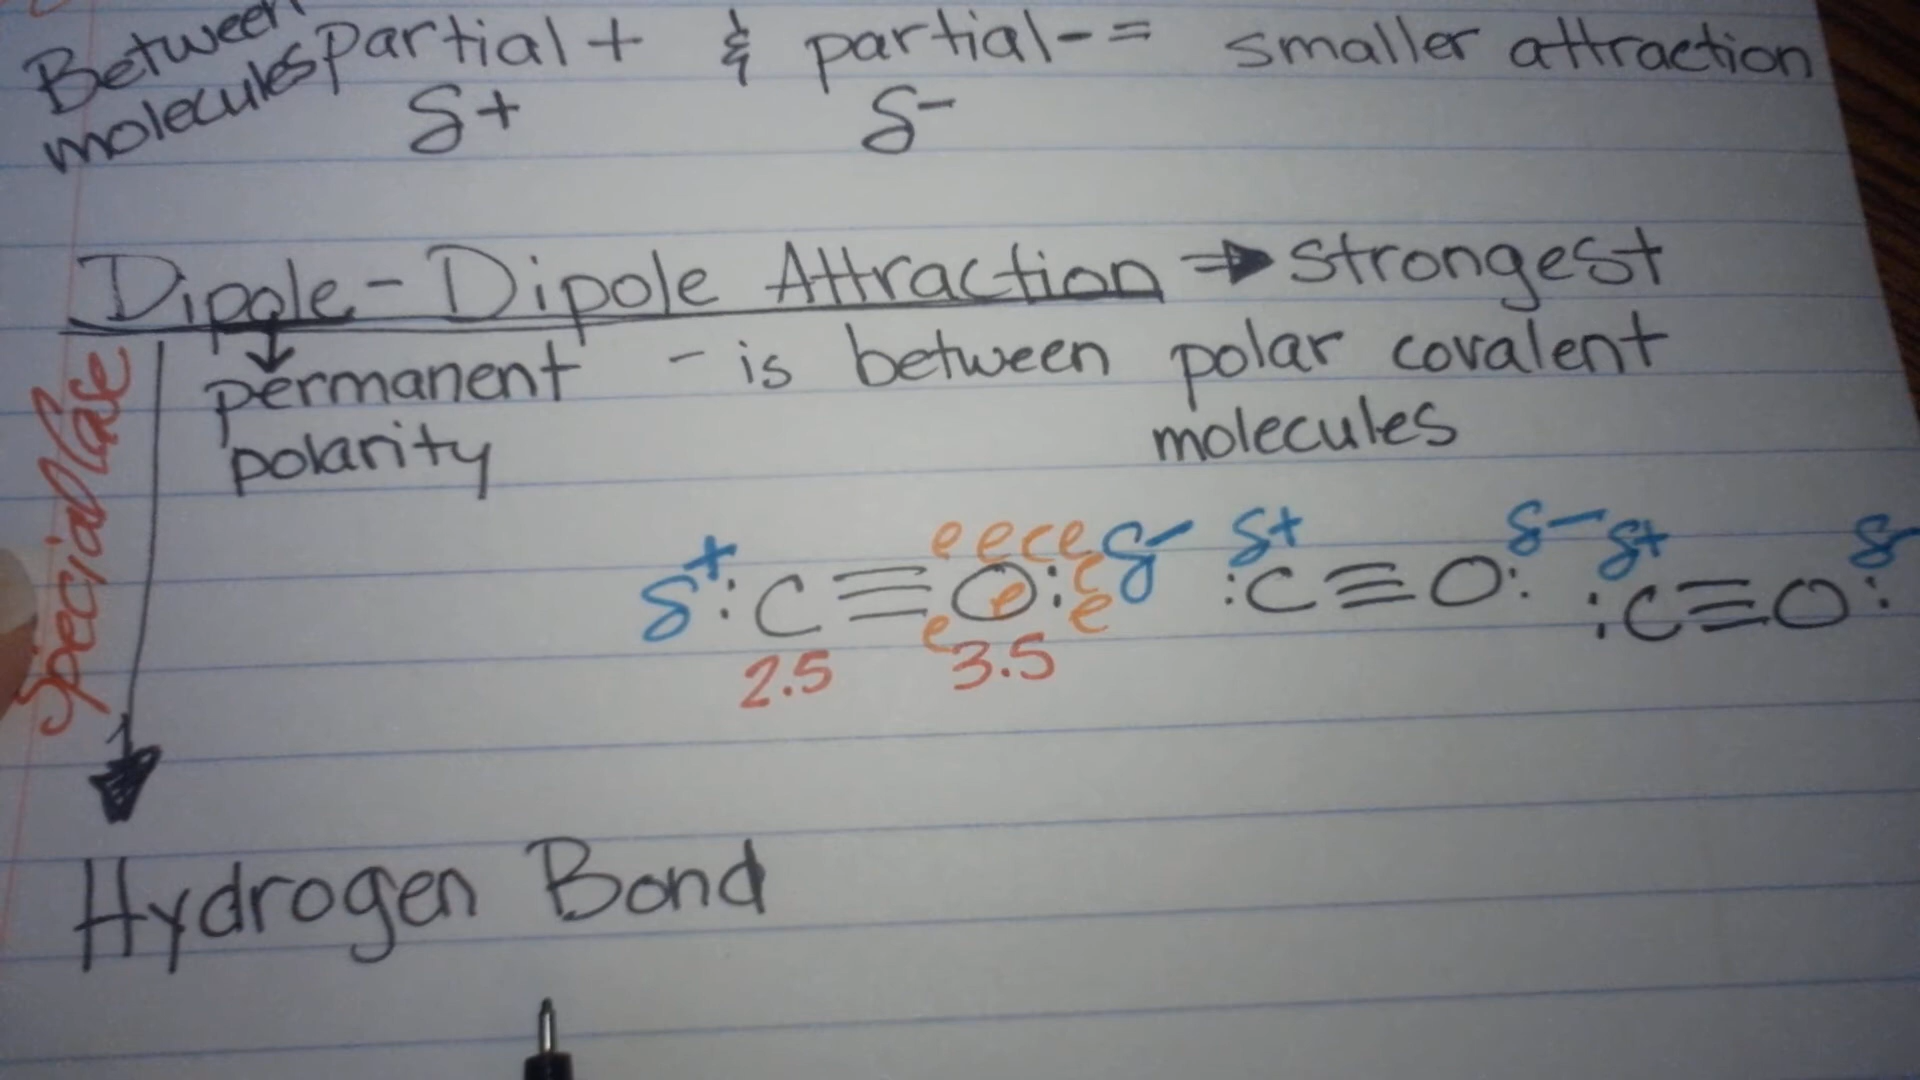 Between molecules partial + & partial - = smaller attraction
δ+ δ-
Dipole-Dipole Attraction → strongest
permanent - is between polar covalent
polarity molecules
Special Case
δ+ :C≡O: δ- δ+ :C≡O: δ- δ+ :C≡O: δ-
e e e e e e e e
2.5 3.5
Hydrogen Bond